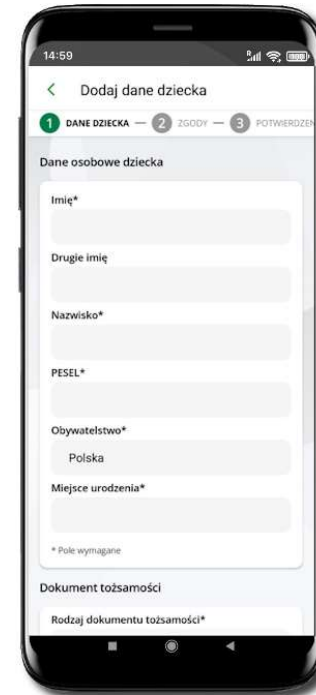 14:59
Dodaj dane dziecka
1 DANE DZIECKA — 2 ZGODY — 3 POTWIERDZEN
Dane osobowe dziecka
Imię*
Drugie imię
Nazwisko*
PESEL*
Obywatelstwo*
Polska
Miejsce urodzenia*
* Pole wymagane
Dokument tożsamości
Rodzaj dokumentu tożsamości*